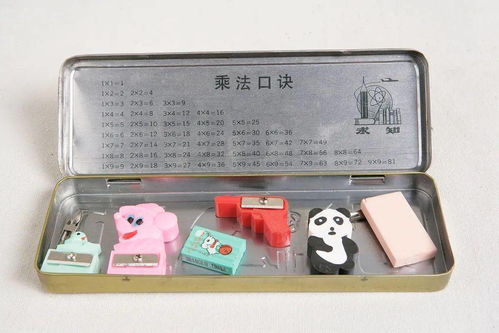 乘法口诀
1×1=1
1×2=2 2×2=4
1×3=3 2×3=6 3×3=9
1×4=4 2×4=8 3×4=12 4×4=16
1×5=5 2×5=10 3×5=15 4×5=20 5×5=25
1×6=6 2×6=12 3×6=18 4×6=24 5×6=30 6×6=36
1×7=7 2×7=14 3×7=21 4×7=28 5×7=35 6×7=42 7×7=49
1×8=8 2×8=16 3×8=24 4×8=32 5×8=40 6×8=48 7×8=56 8×8=64
1×9=9 2×9=18 3×9=27 4×9=36 5×9=45 6×9=54 7×9=63 8×9=72 9×9=81
求知